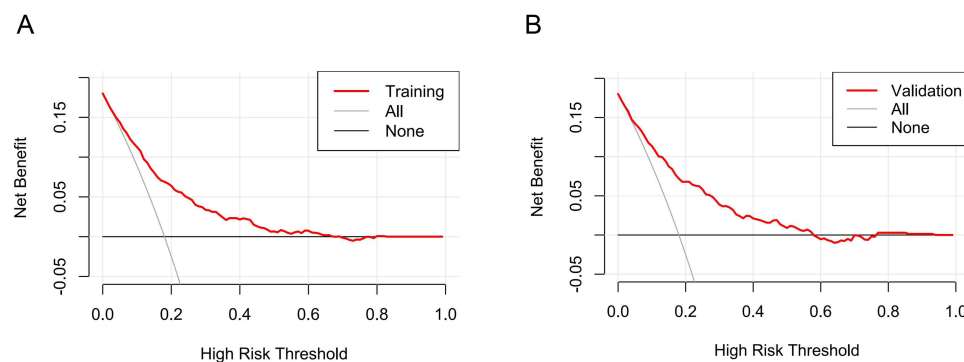 A
Training
All
None
0.15
0.05
-0.05
Net Benefit
0.0 0.2 0.4 0.6 0.8 1.0
High Risk Threshold
B
Validation
All
None
0.15
0.05
-0.05
Net Benefit
0.0 0.2 0.4 0.6 0.8 1.0
High Risk Threshold